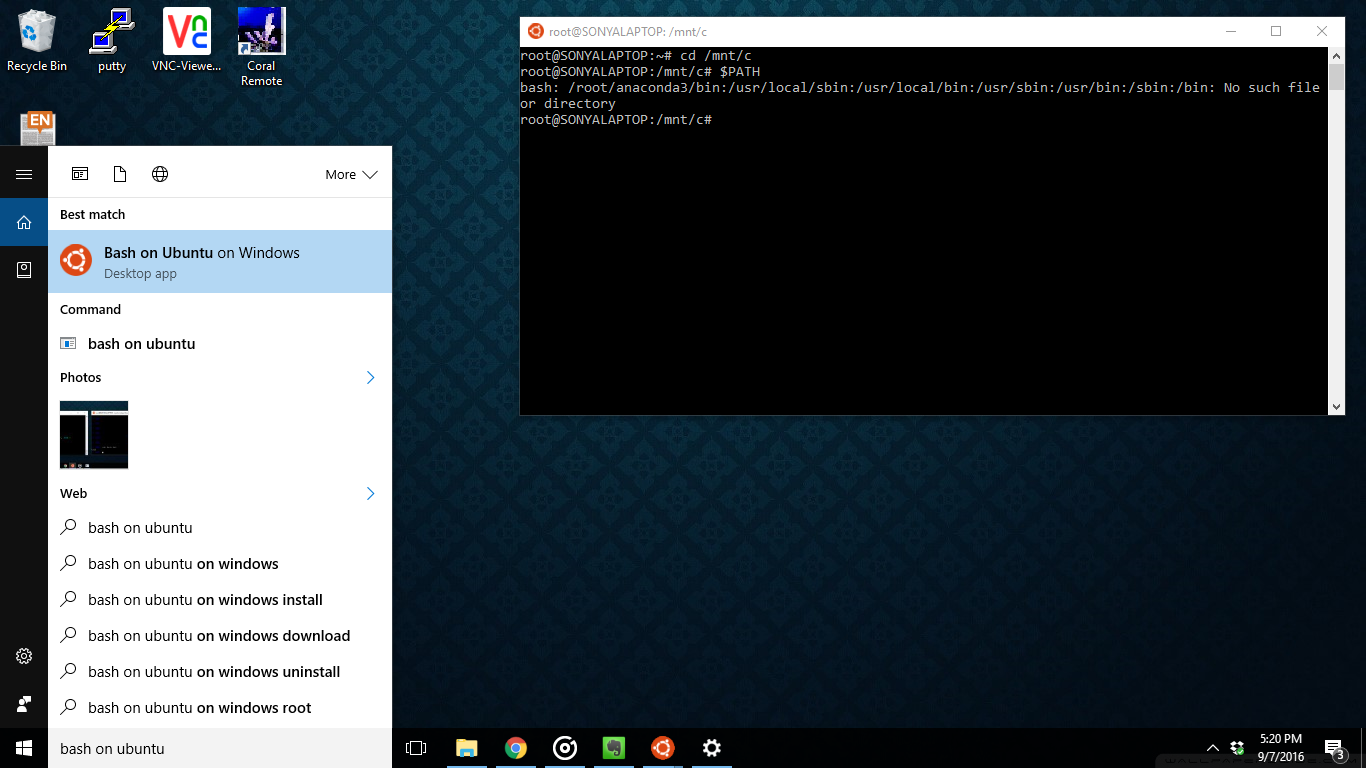 Recycle Bin
putty
VNC-Viewe...
Coral
Remote
VNC
EN
root@SONYALAPTOP: /mnt/c
root@SONYALAPTOP:~# cd /mnt/c
root@SONYALAPTOP:/mnt/c# $PATH
bash: /root/anaconda3/bin:/usr/local/sbin:/usr/local/bin:/usr/sbin:/usr/bin:/sbin:/bin: No such file
or directory
root@SONYALAPTOP:/mnt/c#
More
Best match
Bash on Ubuntu on Windows
Desktop app
Command
bash on ubuntu
Photos
Web
bash on ubuntu
bash on ubuntu on windows
bash on ubuntu on windows install
bash on ubuntu on windows download
bash on ubuntu on windows uninstall
bash on ubuntu on windows root
bash on ubuntu
5:20 PM
9/7/2016
3